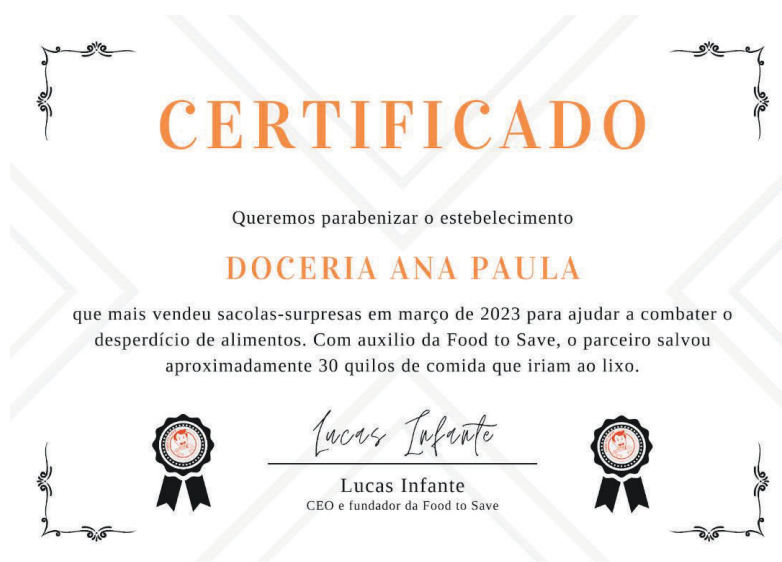 CERTIFICADO
Queremos parabenizar o estebelecimento
DOCERIA ANA PAULA
que mais vendeu sacolas-surpresas em março de 2023 para ajudar a combater o
desperdício de alimentos. Com auxilio da Food to Save, o parceiro salvou
aproximadamente 30 quilos de comida que iriam ao lixo.
Lucas Infante
Lucas Infante
CEO e fundador da Food to Save